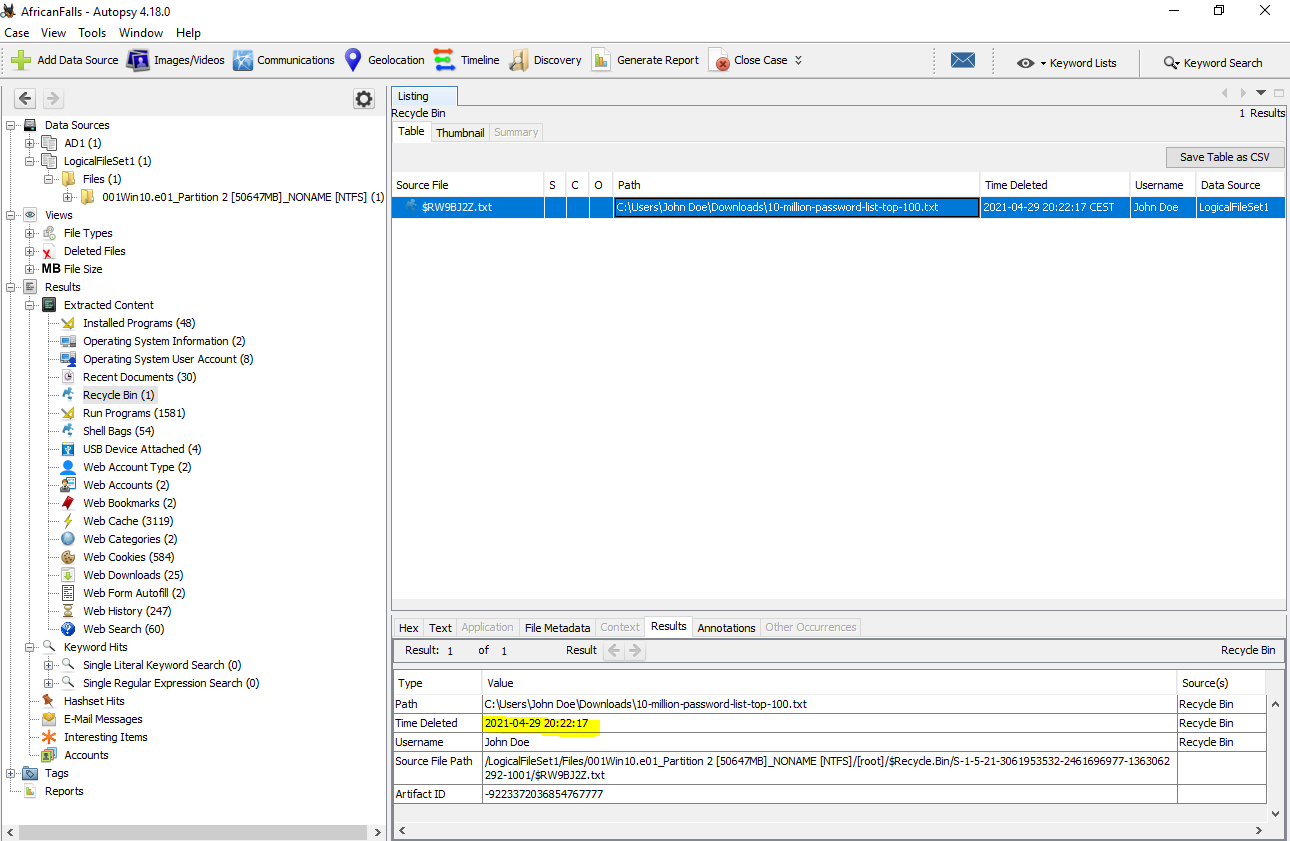 AfricanFalls - Autopsy 4.18.0
Case View Tools Window Help
Add Data Source Images/Videos Communications Geolocation Timeline Discovery Generate Report Close Case Keyword Lists Keyword Search
Data Sources
AD1 (1)
LogicalFileSet1 (1)
Files (1)
001Win10.e01_Partition 2 [50647MB]_NONAME [NTFS] (1)
Views
File Types
Deleted Files
MB File Size
Results
Extracted Content
Installed Programs (48)
Operating System Information (2)
Operating System User Account (8)
Recent Documents (30)
Recycle Bin (1)
Run Programs (1581)
Shell Bags (54)
USB Device Attached (4)
Web Account Type (2)
Web Accounts (2)
Web Bookmarks (2)
Web Cache (3119)
Web Categories (2)
Web Cookies (584)
Web Downloads (25)
Web Form Autofill (2)
Web History (247)
Web Search (60)
Keyword Hits
Single Literal Keyword Search (0)
Single Regular Expression Search (0)
Hashset Hits
E-Mail Messages
Interesting Items
Accounts
Tags
Reports
Listing
Recycle Bin 1 Results
Table Thumbnail Summary
Save Table as CSV
Source File S C O Path Time Deleted Username Data Source
$RW9BJ2Z.txt C:\Users\John Doe\Downloads\10-million-password-list-top-100.txt 2021-04-29 20:22:17 CEST John Doe LogicalFileSet1
Hex Text Application File Metadata Context Results Annotations Other Occurrences
Result: 1 of 1 Result Recycle Bin
Type Value Source(s)
Path C:\Users\John Doe\Downloads\10-million-password-list-top-100.txt Recycle Bin
Time Deleted 2021-04-29 20:22:17 Recycle Bin
Username John Doe Recycle Bin
Source File Path /LogicalFileSet1/Files/001Win10.e01_Partition 2 [50647MB]_NONAME [NTFS]/[root]/$Recycle.Bin/S-1-5-21-3061953532-2461696977-1363062
292-1001/$RW9BJ2Z.txt
Artifact ID -9223372036854767777